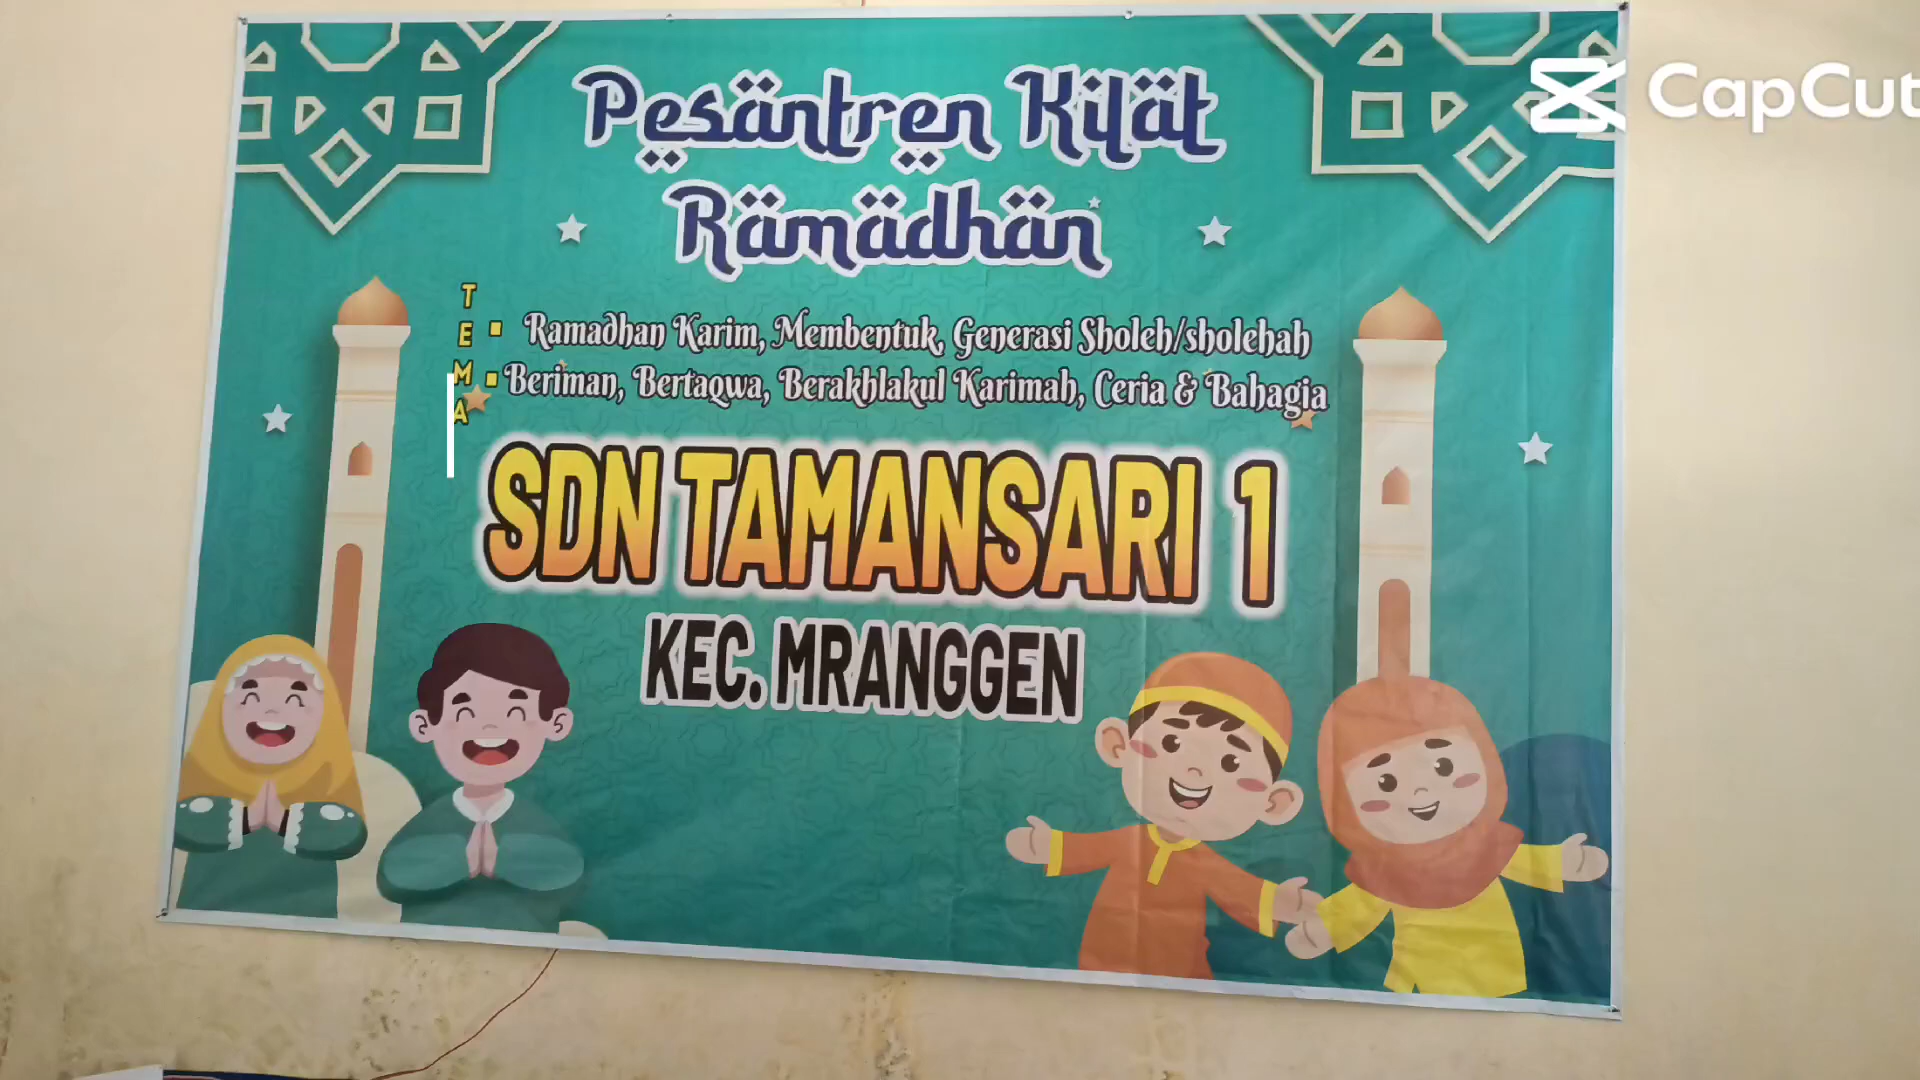 Pesantren Kilat
Ramadhan
TEMA
Ramadhan Karim, Membentuk, Generasi Sholeh/sholehah
Beriman, Bertaqwa, Berakhlakul Karimah, Ceria & Bahagia
SDN TAMANSARI 1
KEC. MRANGGEN
CapCut